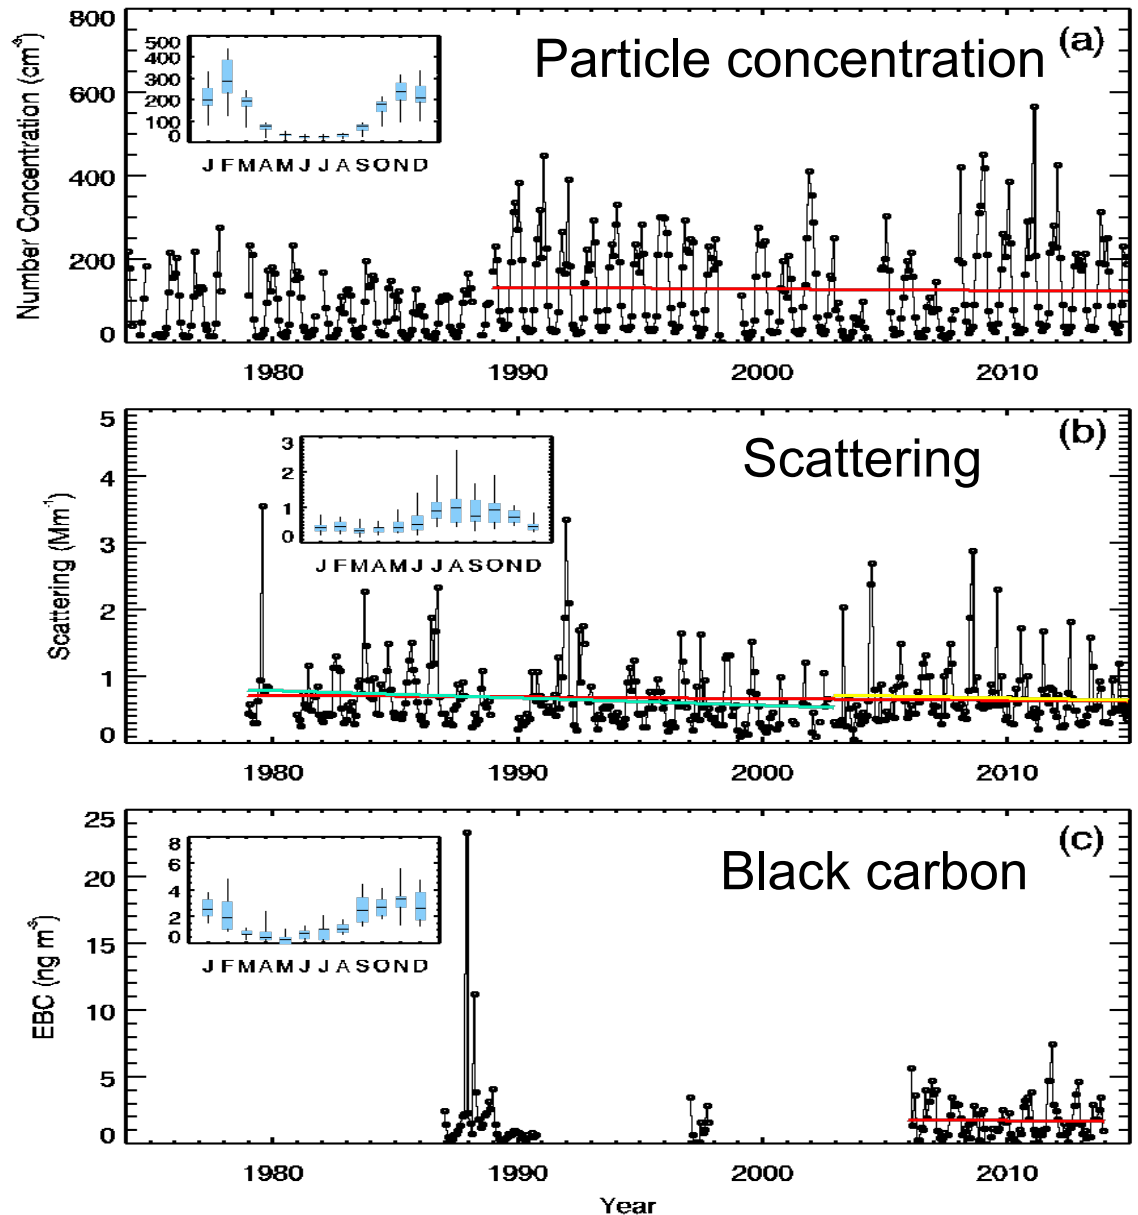 800
(a)
Particle concentration
600
400
200
0
Number Concentration (cm⁻³)
500
400
300
200
100
0
J F M A M J J A S O N D
1980 1990 2000 2010
5
(b)
Scattering
4
3
2
1
0
Scattering (Mm⁻¹)
3
2
1
0
J F M A M J J A S O N D
1980 1990 2000 2010
25
(c)
Black carbon
20
15
10
5
0
EBC (ng m⁻³)
8
6
4
2
0
J F M A M J J A S O N D
1980 1990 2000 2010
Year